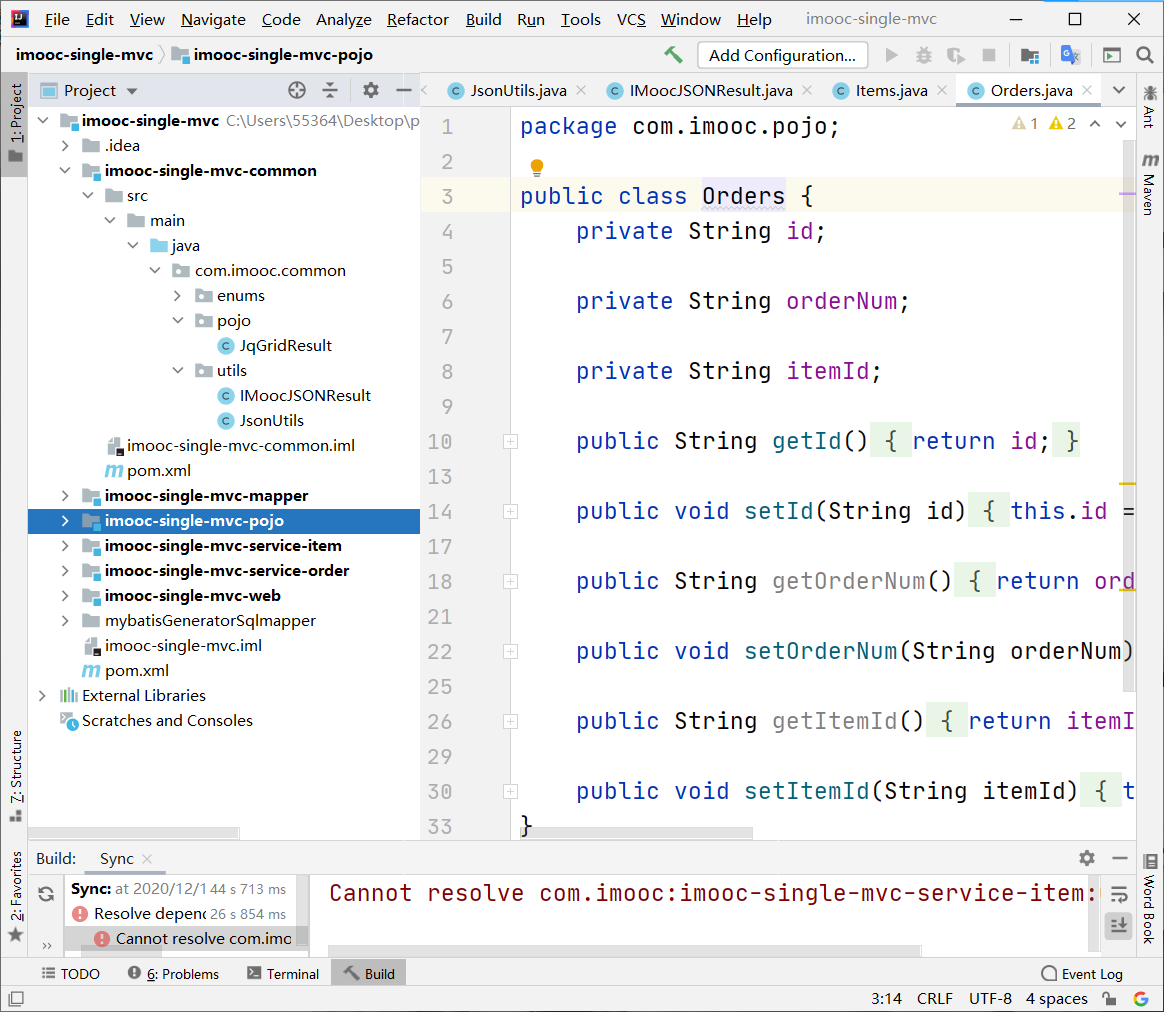 File Edit View Navigate Code Analyze Refactor Build Run Tools VCS Window Help imooc-single-mvc
imooc-single-mvc imooc-single-mvc-pojo Add Configuration...
1: Project
Project
JsonUtils.java IMoocJSONResult.java Items.java Orders.java
imooc-single-mvc C:\Users\55364\Desktop\p
.idea
imooc-single-mvc-common
src
main
java
com.imooc.common
enums
pojo
JqGridResult
utils
IMoocJSONResult
JsonUtils
imooc-single-mvc-common.iml
pom.xml
imooc-single-mvc-mapper
imooc-single-mvc-pojo
imooc-single-mvc-service-item
imooc-single-mvc-service-order
imooc-single-mvc-web
mybatisGeneratorSqlmapper
imooc-single-mvc.iml
pom.xml
External Libraries
Scratches and Consoles
1 package com.imooc.pojo;
1 2
2
3 public class Orders {
4 private String id;
5
6 private String orderNum;
7
8 private String itemId;
9
10 public String getId() { return id; }
13
14 public void setId(String id) { this.id =
17
18 public String getOrderNum() { return ord
21
22 public void setOrderNum(String orderNum)
25
26 public String getItemId() { return itemI
29
30 public void setItemId(String itemId) { t
33 }
Ant
Maven
Word Book
7: Structure
2: Favorites
Build: Sync
Sync: at 2020/12/1 44 s 713 ms
Resolve depen 26 s 854 ms
Cannot resolve com.imo
Cannot resolve com.imooc:imooc-single-mvc-service-item:
TODO 6: Problems Terminal Build Event Log
3:14 CRLF UTF-8 4 spaces